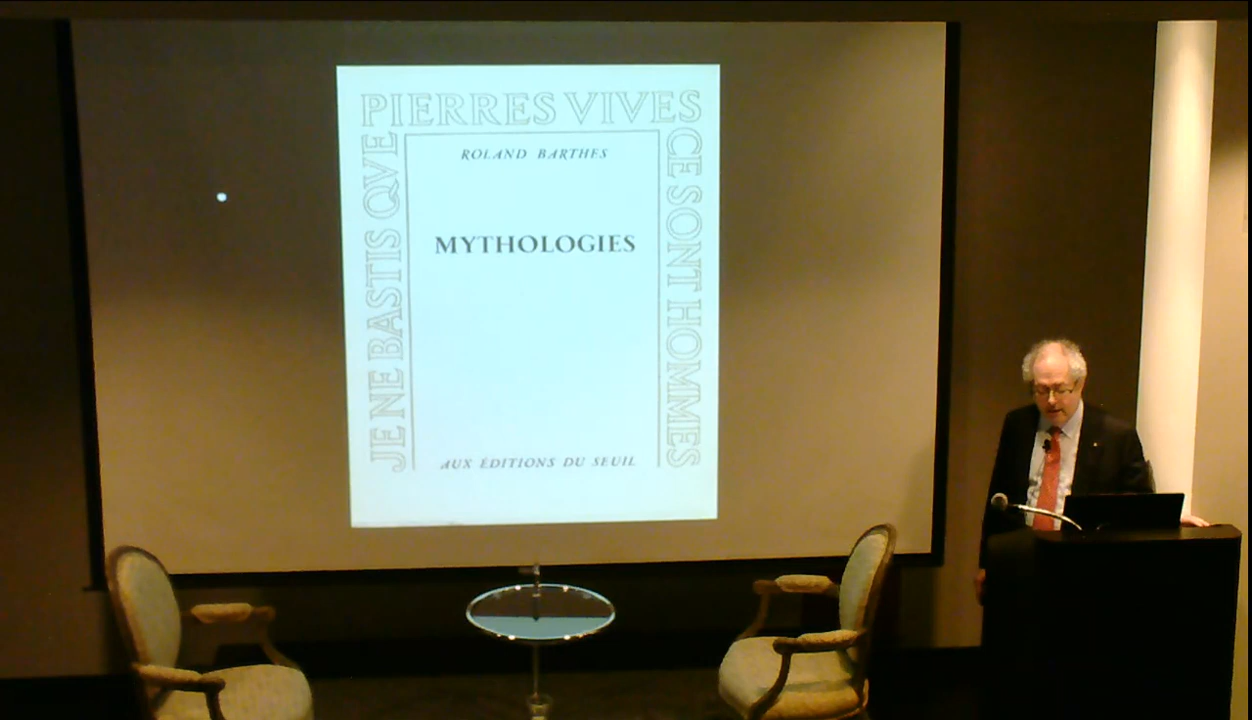 PIERRES VIVES
JE NE BASTIS QVE
CE SONT HOMMES
ROLAND BARTHES
MYTHOLOGIES
AUX ÉDITIONS DU SEUIL